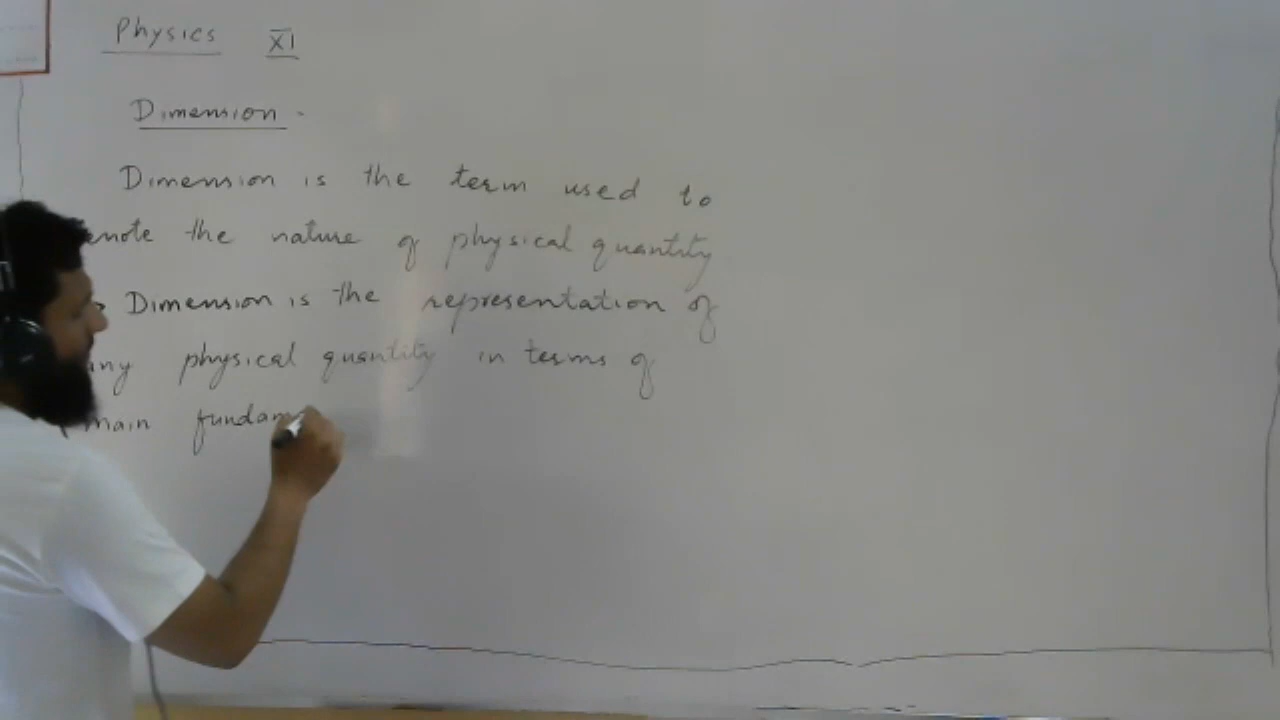 Physics XI
Dimension -
Dimension is the term used to
enote the nature of physical quantity
Dimension is the representation of
any physical quantity in terms of
main fundam